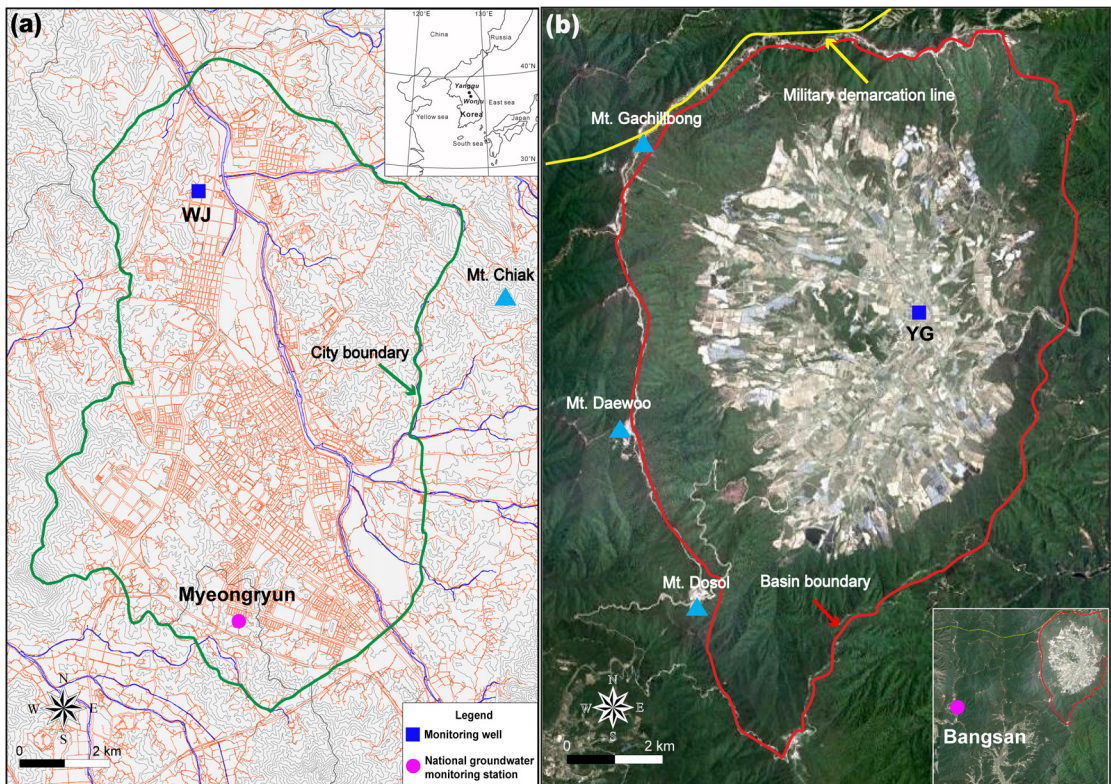 (a)
120°E
130°E
China
Russia
40°N
Yanggu
Wonju
East sea
Korea
Yellow sea
Japan
South sea
30°N
WJ
Mt. Chiak
City boundary
Myeongryun
N
W
E
S
0
2 km
Legend
Monitoring well
National groundwater
monitoring station
(b)
Military demarcation line
Mt. Gachilbong
YG
Mt. Daewoo
Mt. Dosol
Basin boundary
N
W
E
S
0
2 km
Bangsan